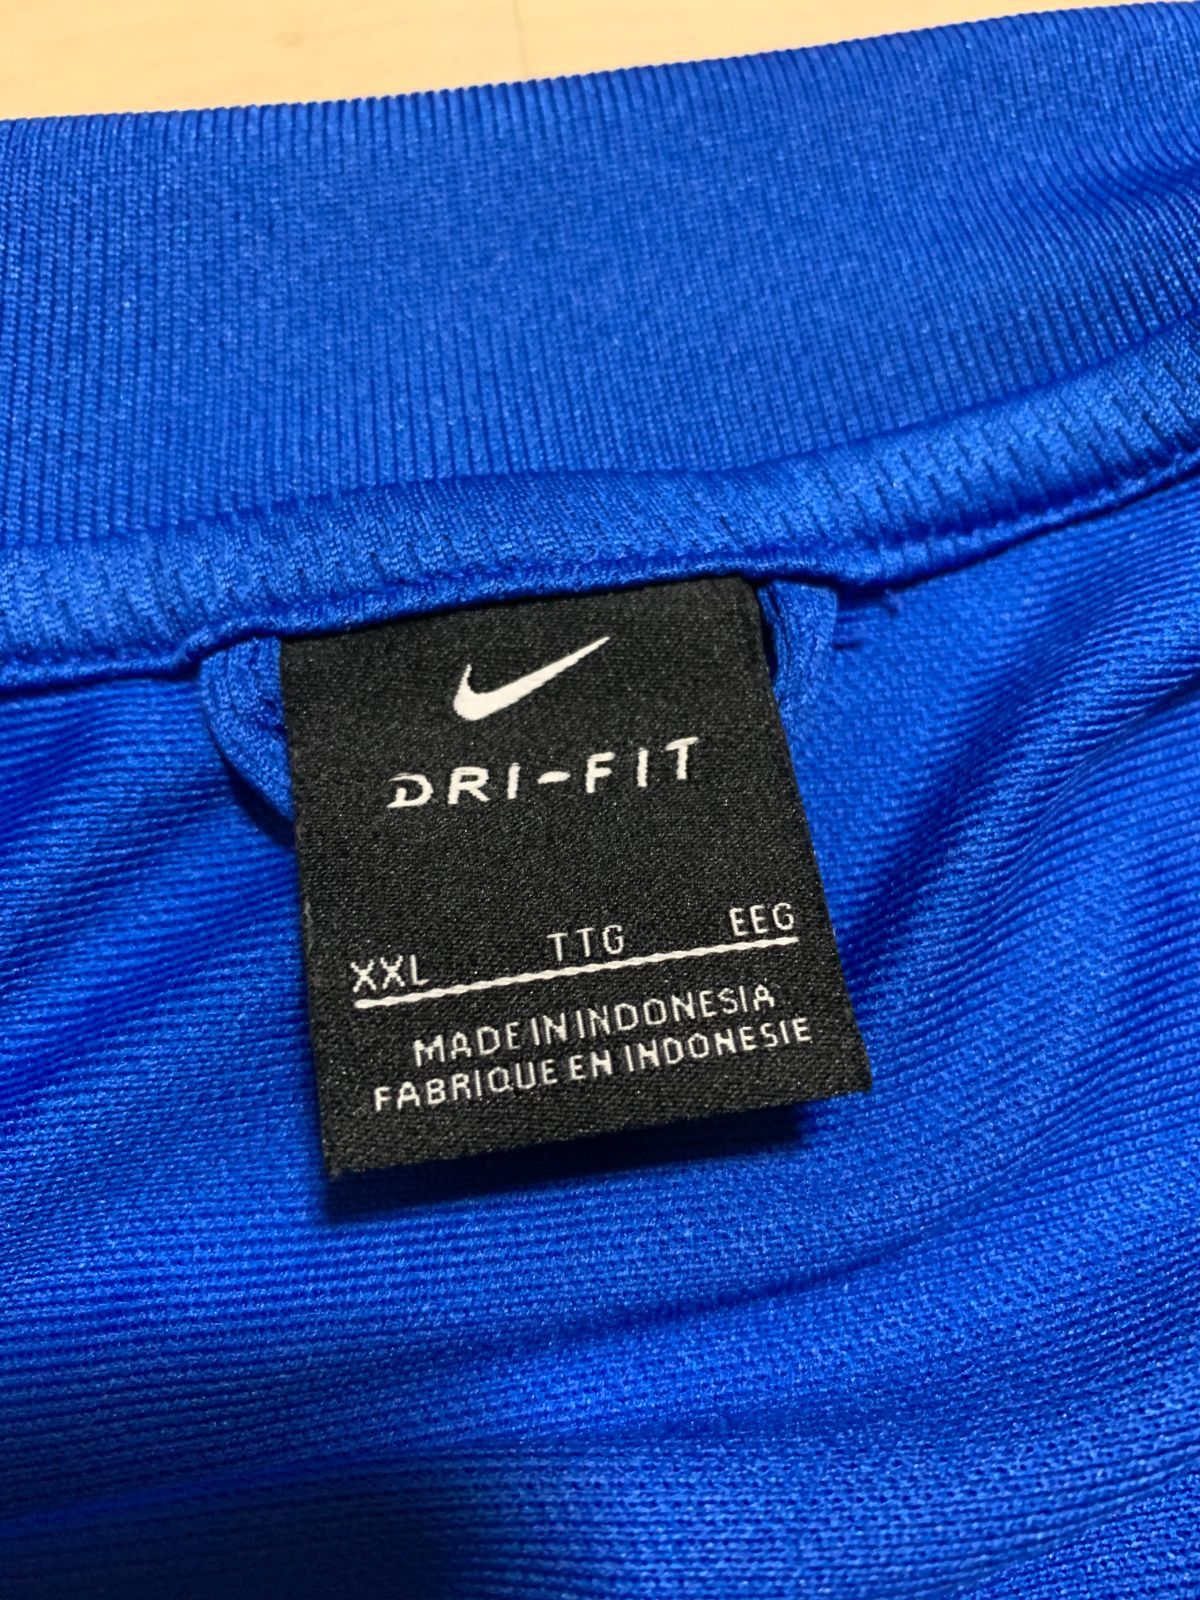 DRI-FIT
XXL TTG EEG
MADE IN INDONESIA
FABRIQUE EN INDONESIE